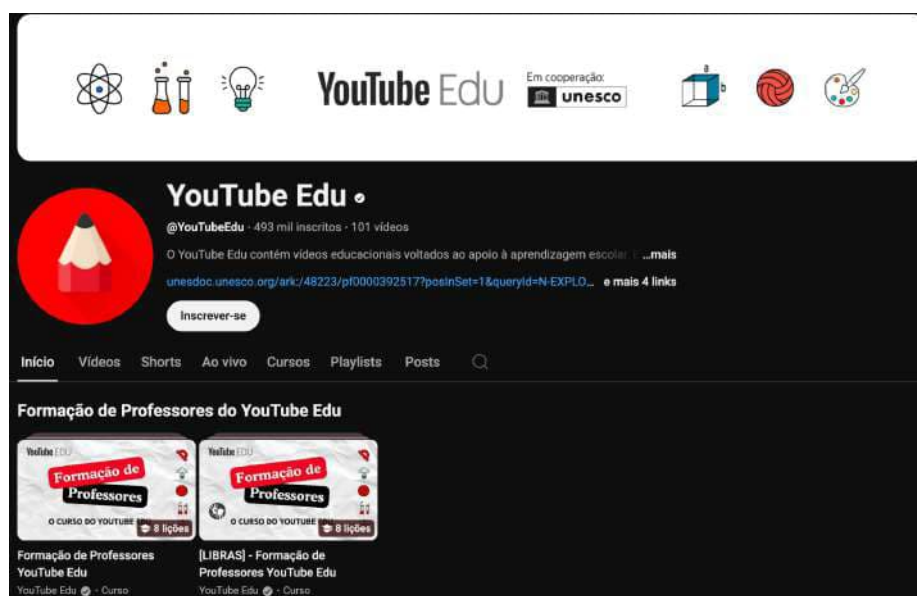 a
b
YouTube Edu
Em cooperação:
unesco
YouTube Edu
@YouTubeEdu · 493 mil inscritos · 101 vídeos
O YouTube Edu contém vídeos educacionais voltados ao apoio à aprendizagem escolar. ...mais
unesdoc.unesco.org/ark:/48223/pf0000392517?posInSet=1&queryId=N-EXPLO... e mais 4 links
Inscrever-se
Início Vídeos Shorts Ao vivo Cursos Playlists Posts
Formação de Professores do YouTube Edu
YouTube EDU
Formação de
Professores
O CURSO DO YOUTUBE EDU
8 lições
YouTube EDU
Formação de
Professores
O CURSO DO YOUTUBE EDU
8 lições
Formação de Professores
YouTube Edu
YouTube Edu · Curso
[LIBRAS] - Formação de
Professores YouTube Edu
YouTube Edu · Curso